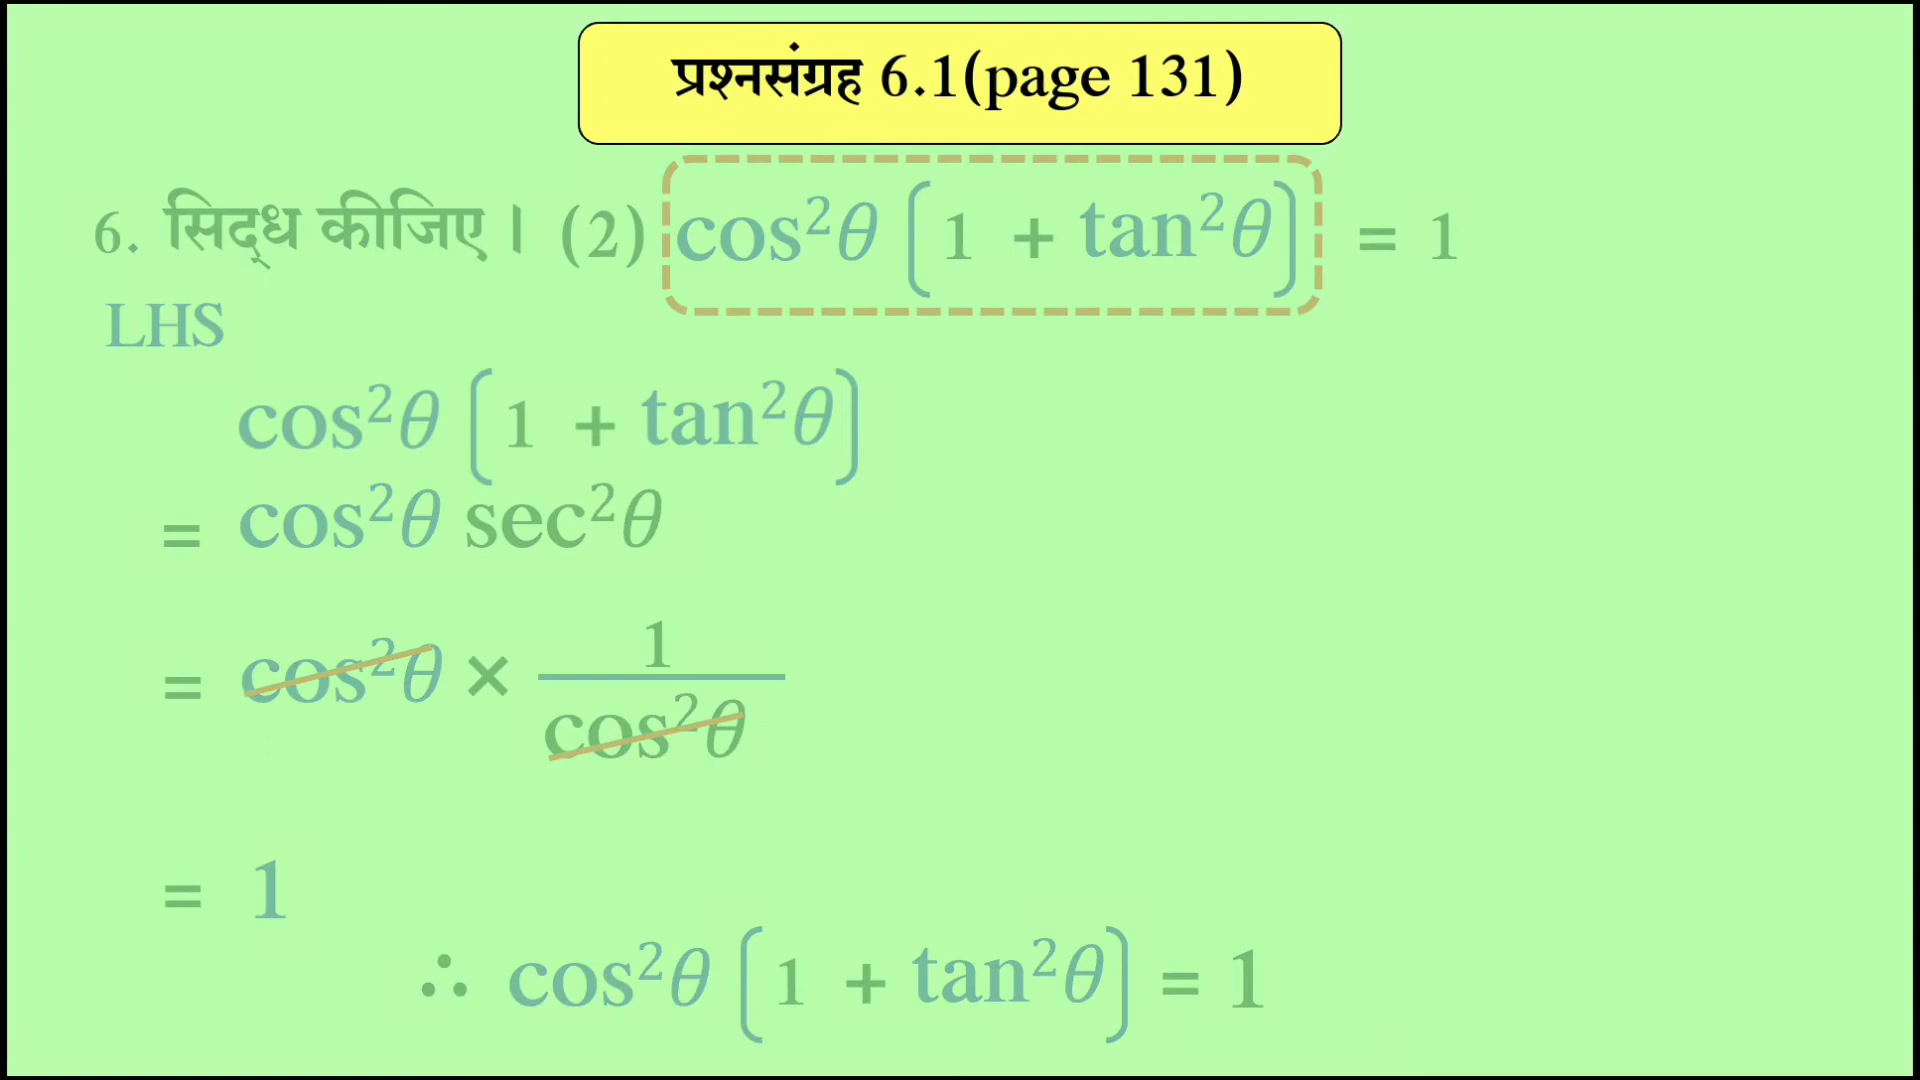 प्रश्नसंग्रह 6.1(page 131)
6. सिद्ध कीजिए । (2) cos²θ (1 + tan²θ) = 1
LHS
cos²θ (1 + tan²θ)
= cos²θ sec²θ
= cos²θ × 1/cos²θ
= 1
∴ cos²θ (1 + tan²θ) = 1